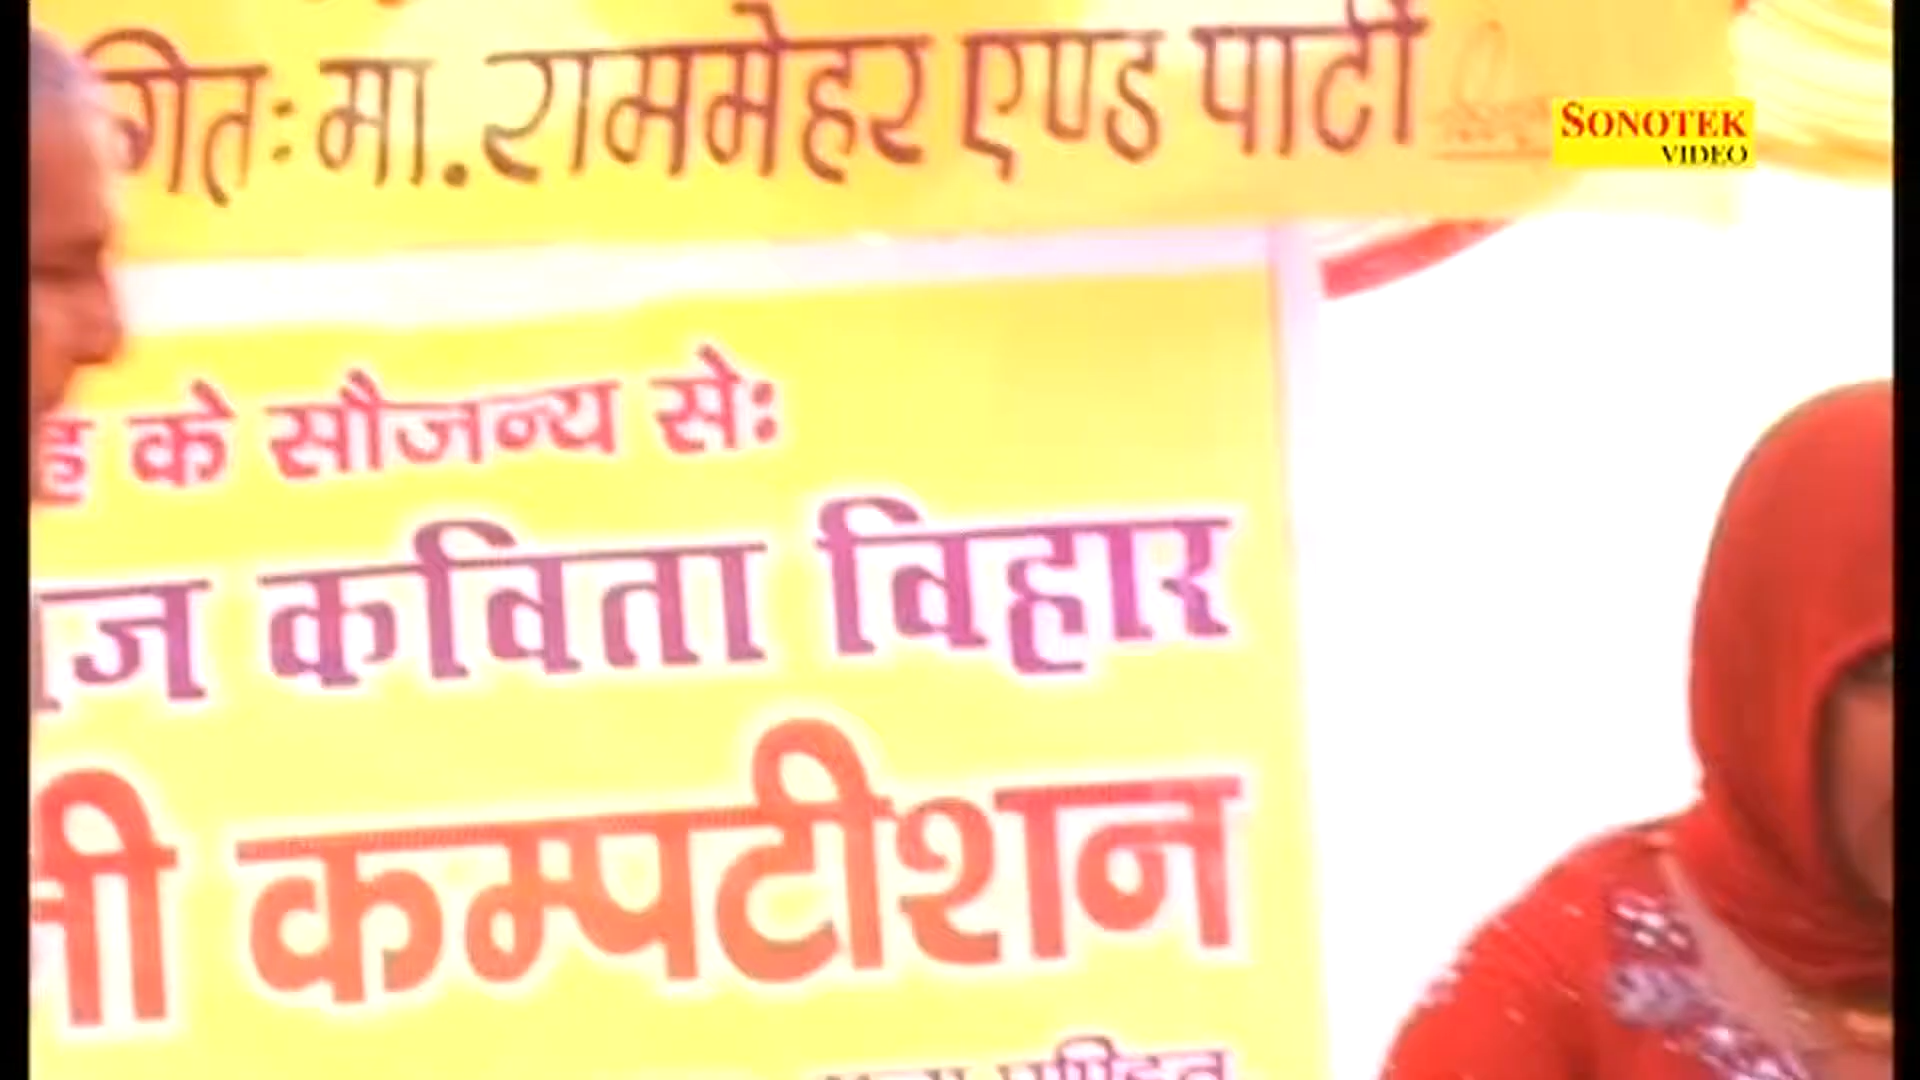 गीतः मा. राममेहर एण्ड पार्टी
SONOTEK
VIDEO
के सौजन्य सेः
कविता विहार
कम्पटीशन